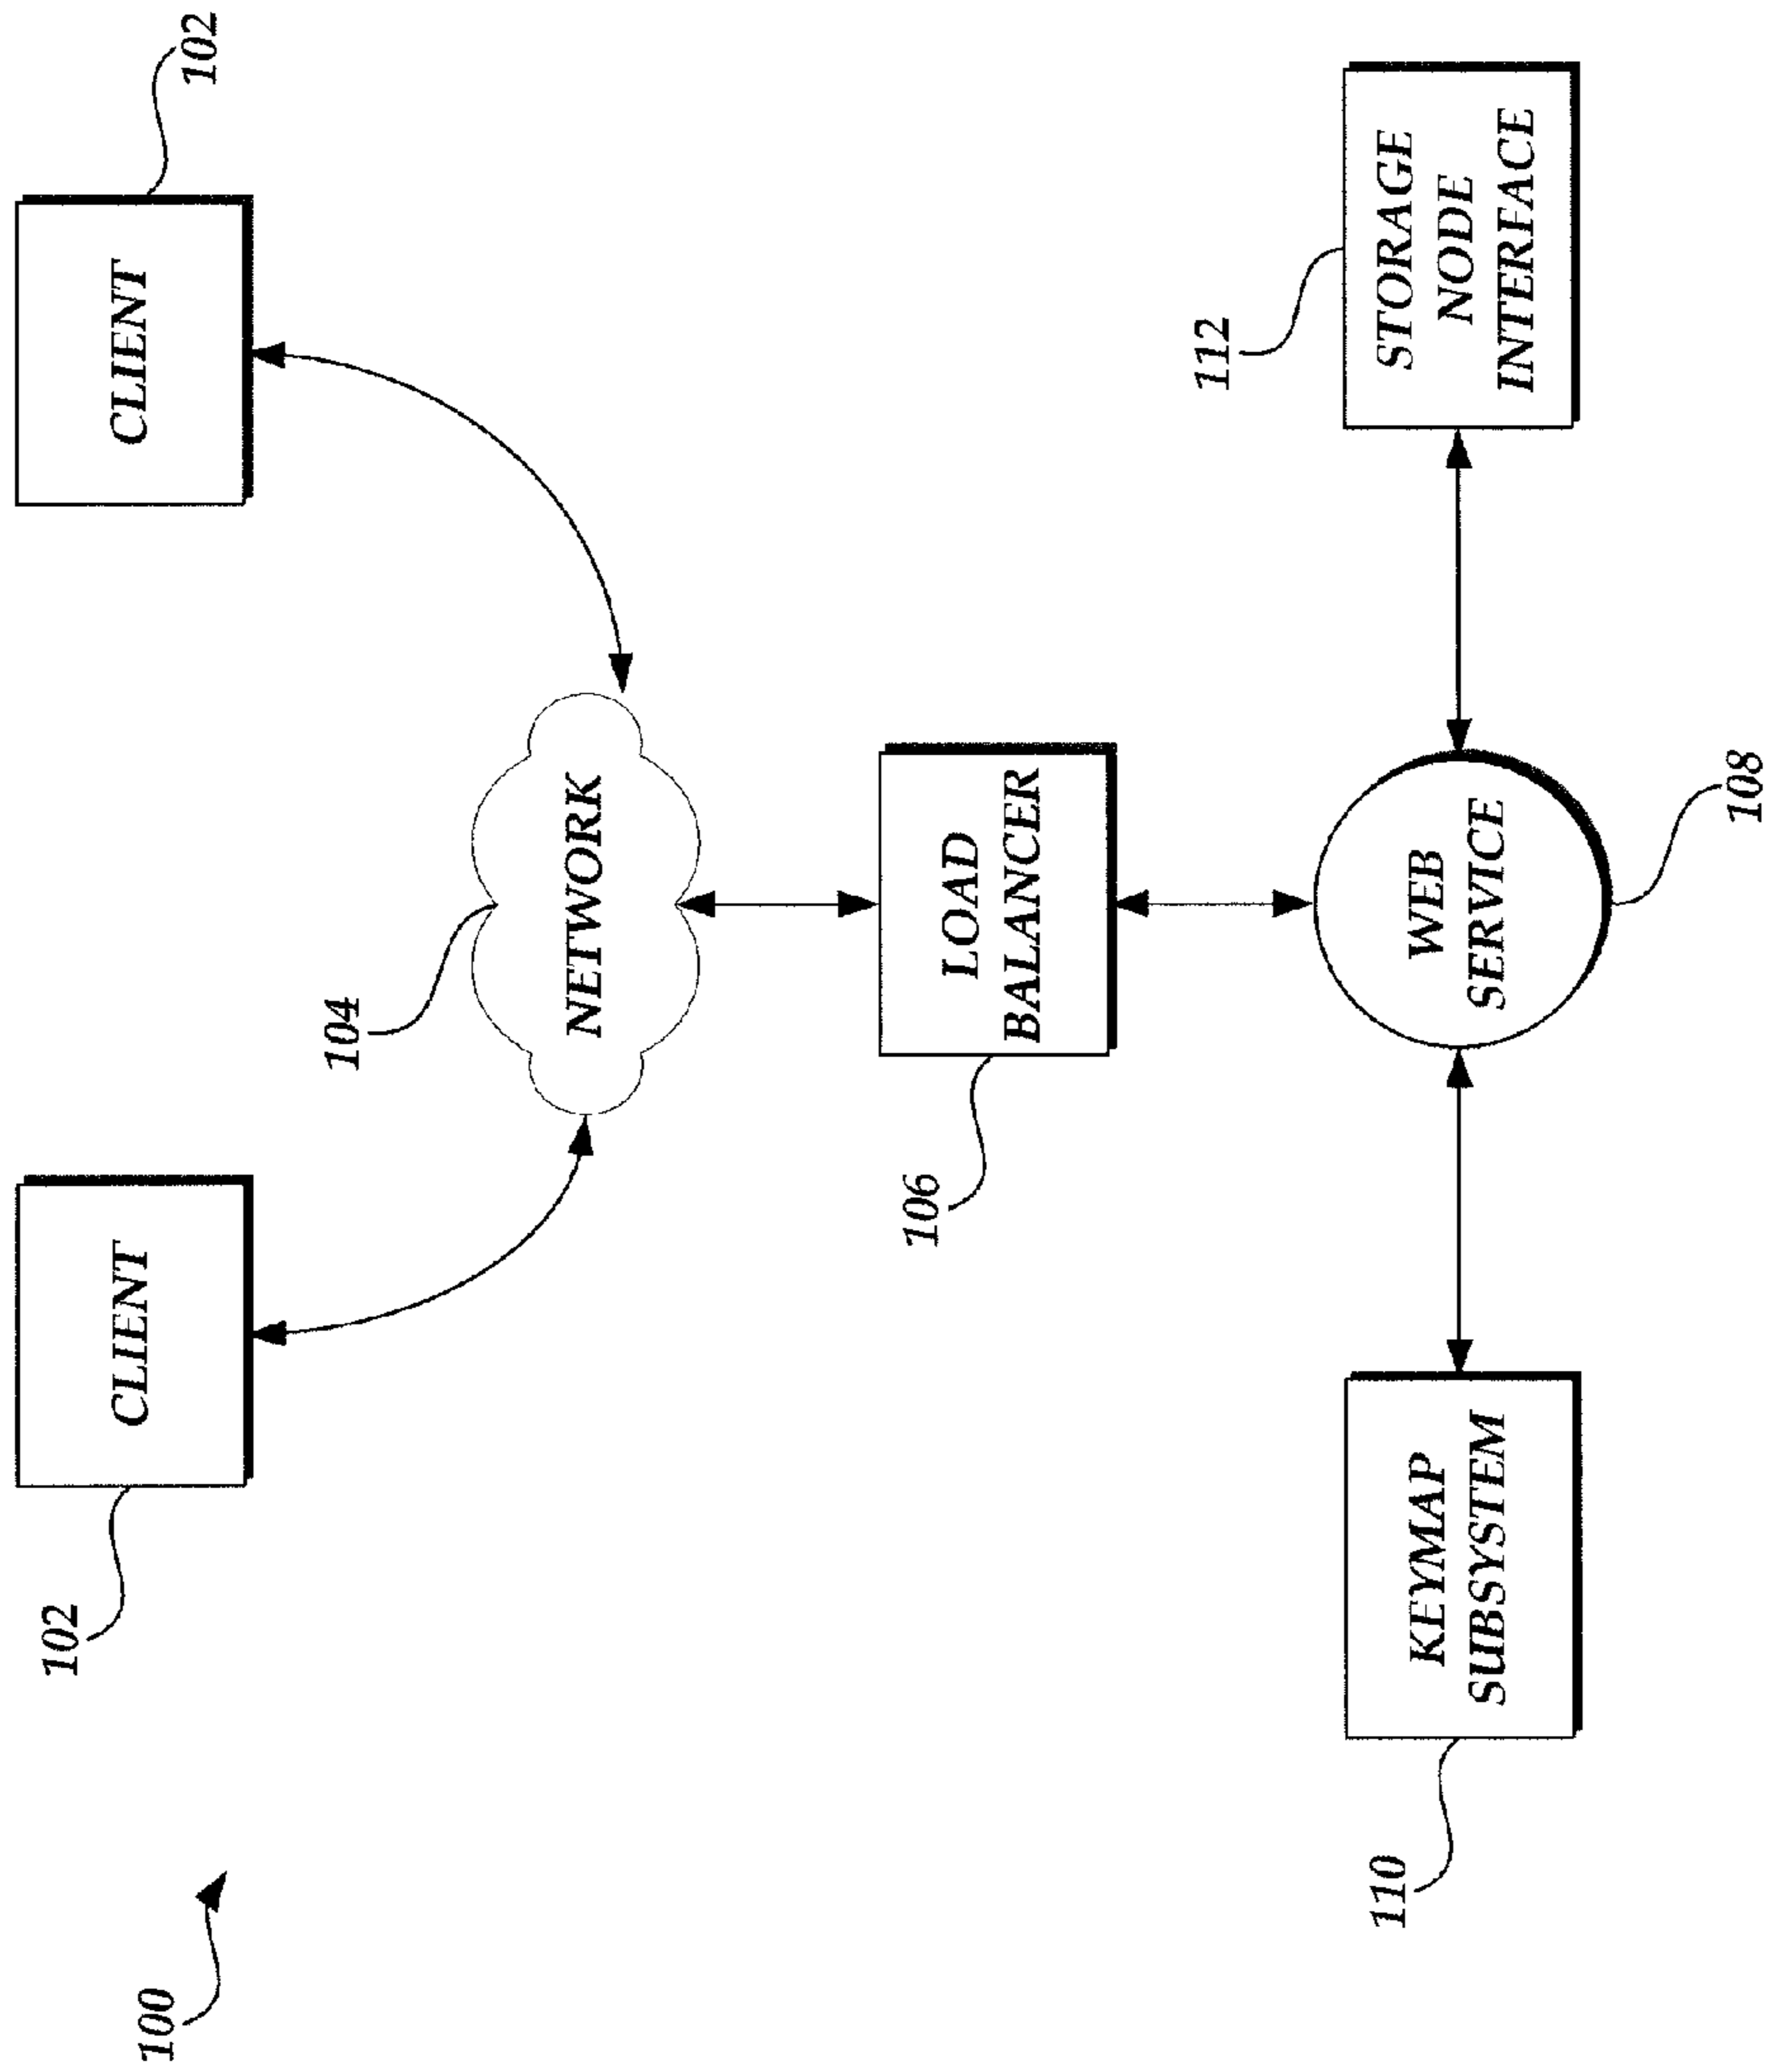 102
CLIENT
CLIENT
102
104
NETWORK
106
LOAD
BALANCER
110
KEYMAP
SUBSYSTEM
WEB
SERVICE
108
112
STORAGE
NODE
INTERFACE
100